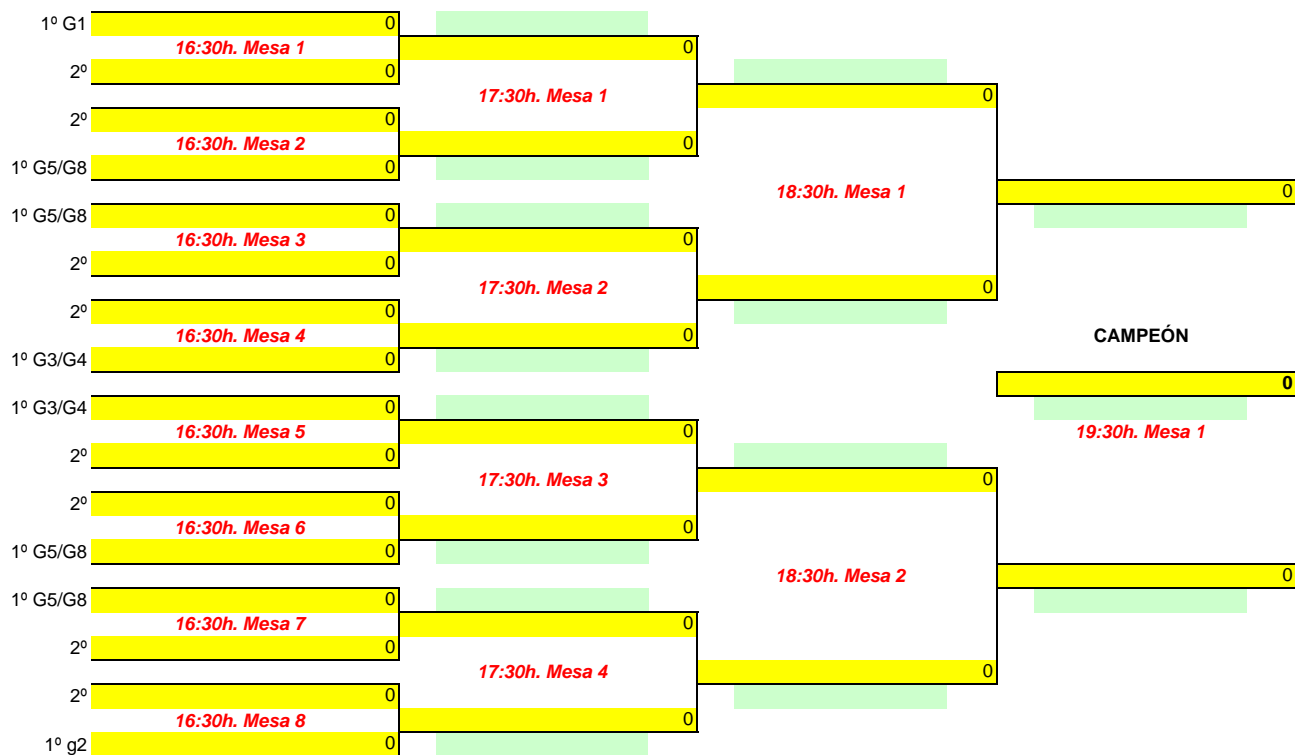 1º G1 0
16:30h. Mesa 1 0
2º 0
17:30h. Mesa 1 0
2º 0
16:30h. Mesa 2 0
1º G5/G8 0
18:30h. Mesa 1 0
1º G5/G8 0
16:30h. Mesa 3 0
2º 0
17:30h. Mesa 2 0
2º 0
16:30h. Mesa 4 0
CAMPEÓN
1º G3/G4 0
0
1º G3/G4 0
16:30h. Mesa 5 0
19:30h. Mesa 1
2º 0
17:30h. Mesa 3 0
2º 0
16:30h. Mesa 6 0
1º G5/G8 0
18:30h. Mesa 2 0
1º G5/G8 0
16:30h. Mesa 7 0
2º 0
17:30h. Mesa 4 0
2º 0
16:30h. Mesa 8 0
1º g2 0